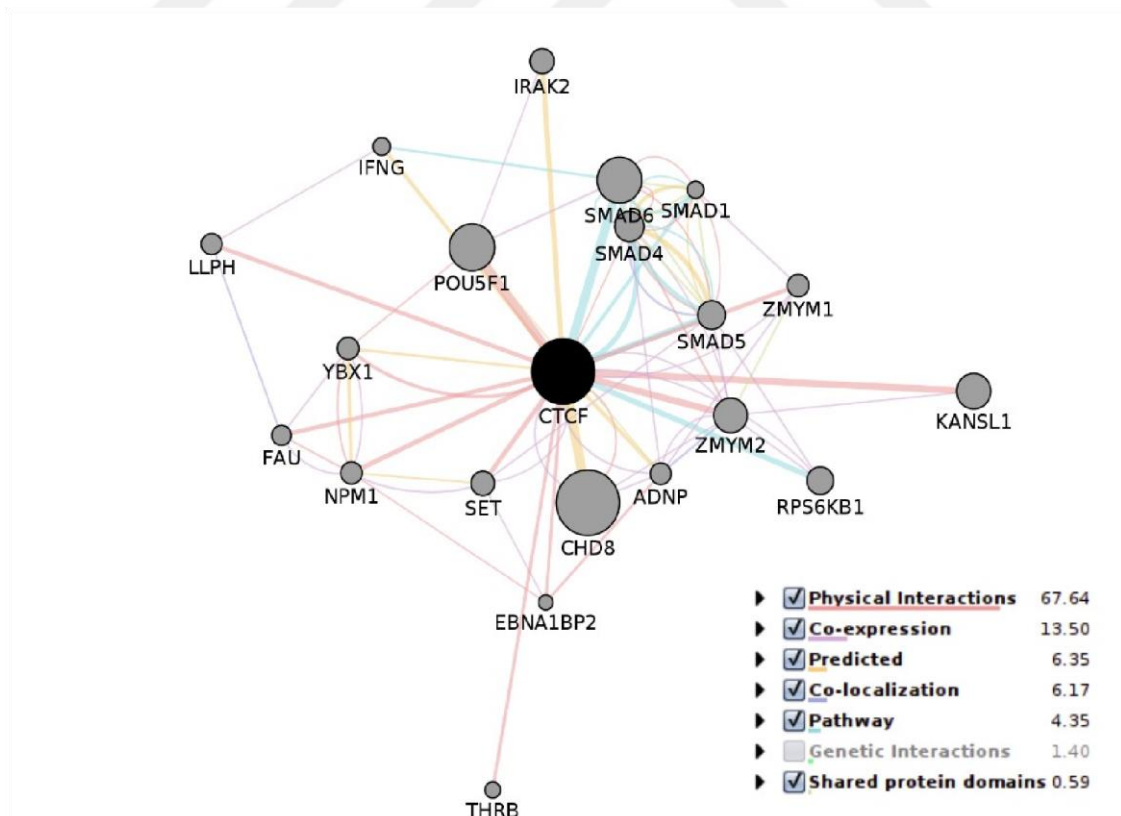 IRAK2
IFNG
SMAD6
SMAD1
LLPH
POU5F1
SMAD4
ZMYM1
SMAD5
YBX1
CTCF
KANSL1
ZMYM2
FAU
NPM1
SET
ADNP
RPS6KB1
CHD8
EBNA1BP2
THRB
Physical Interactions 67.64
Co-expression 13.50
Predicted 6.35
Co-localization 6.17
Pathway 4.35
Genetic Interactions 1.40
Shared protein domains 0.59